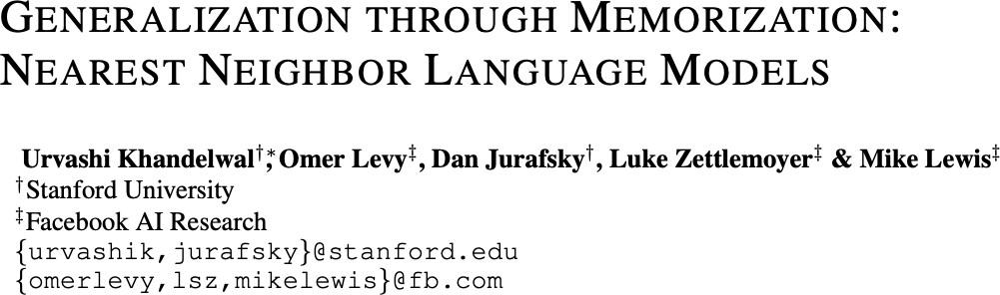 GENERALIZATION THROUGH MEMORIZATION:
NEAREST NEIGHBOR LANGUAGE MODELS
Urvashi Khandelwal†*, Omer Levy‡, Dan Jurafsky†, Luke Zettlemoyer‡ & Mike Lewis‡
†Stanford University
‡Facebook AI Research
{urvashik,jurafsky}@stanford.edu
{omerlevy,lsz,mikelewis}@fb.com